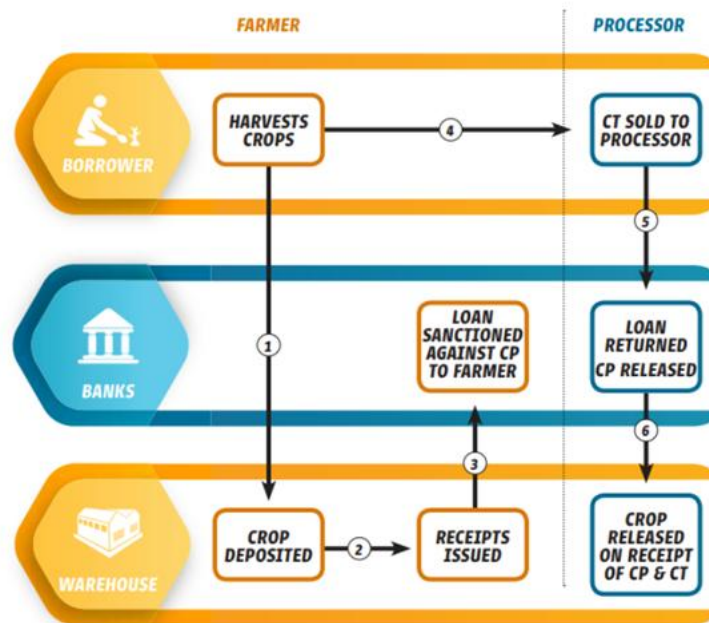 FARMER
PROCESSOR
BORROWER
HARVESTS
CROPS
4
CT SOLD TO
PROCESSOR
5
BANKS
1
LOAN
SANCTIONED
AGAINST CP
TO FARMER
LOAN
RETURNED
CP RELEASED
3
6
WAREHOUSE
CROP
DEPOSITED
2
RECEIPTS
ISSUED
CROP
RELEASED
ON RECEIPT
OF CP & CT